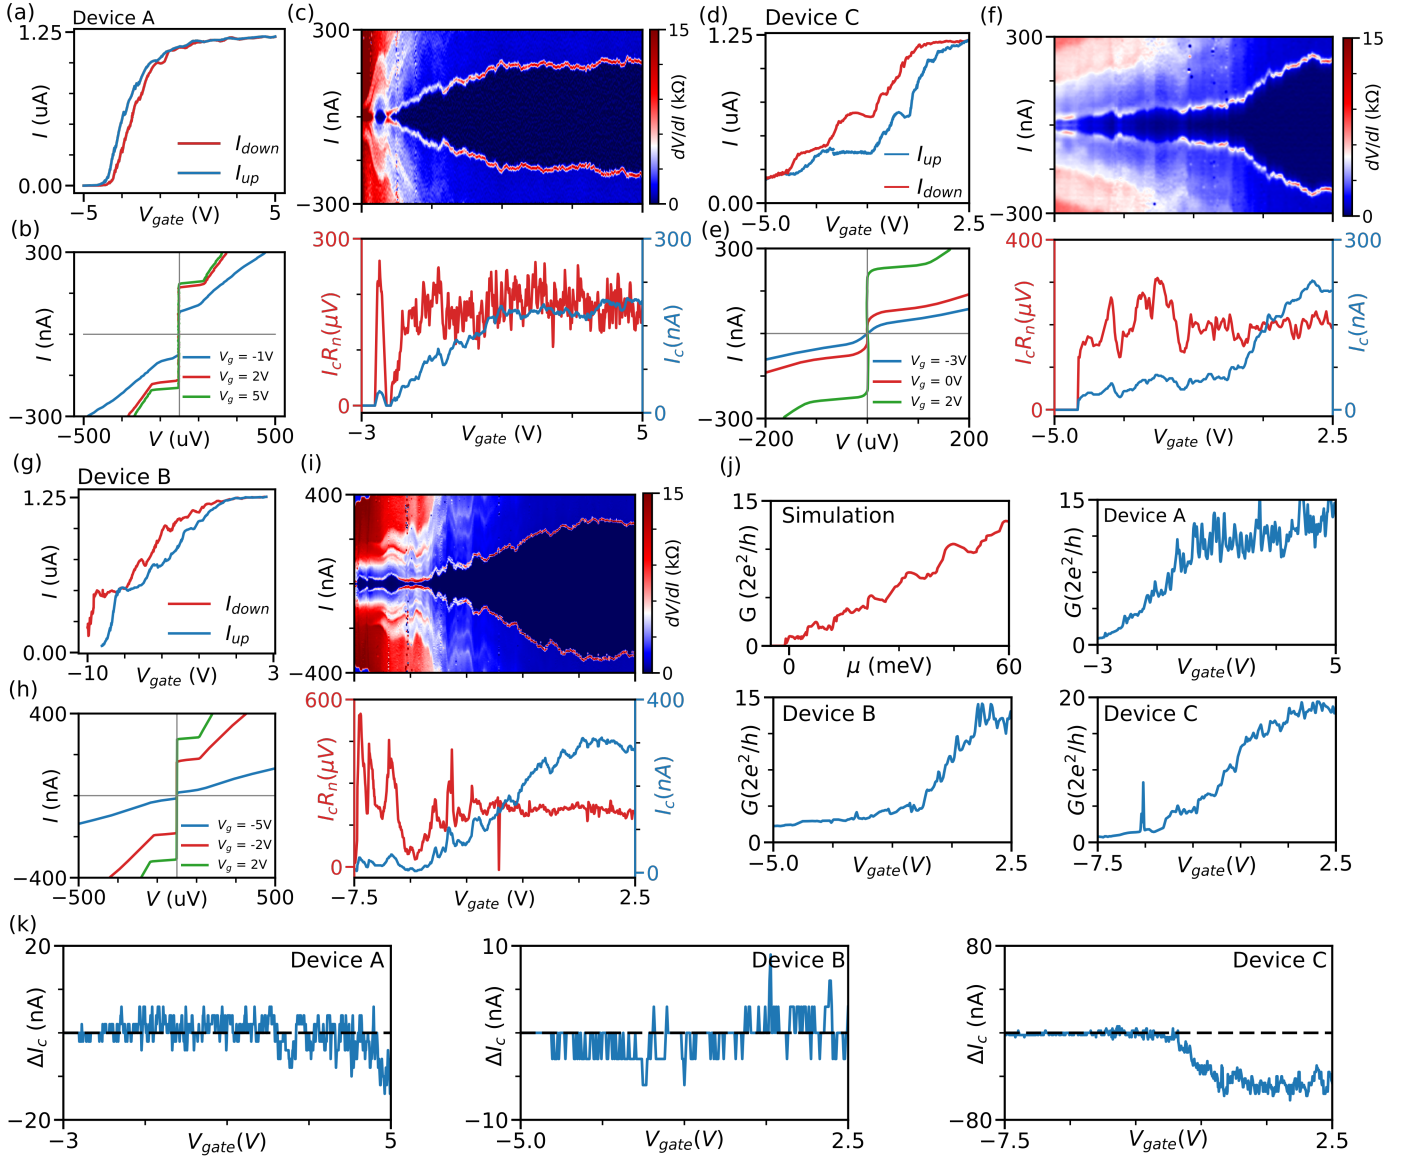 (a)
Device A
1.25
I (uA)
0.00
I_down
I_up
−5
V_gate (V)
5
(b)
300
I (nA)
−300
V_g = -1V
V_g = 2V
V_g = 5V
−500
V (uV)
500
(c)
300
I (nA)
−300
15
dV/dI (kΩ)
0
300
I_cR_n(μV)
0
300
I_c(nA)
0
−3
V_gate (V)
5
(d)
Device C
1.25
I (uA)
0.00
I_up
I_down
−5.0
V_gate (V)
2.5
(e)
300
I (nA)
−300
V_g = -3V
V_g = 0V
V_g = 2V
−200
V (uV)
200
(f)
300
I (nA)
−300
15
dV/dI (kΩ)
0
400
I_cR_n(μV)
0
300
I_c(nA)
0
−5.0
V_gate (V)
2.5
(g)
Device B
1.25
I (uA)
0.00
I_down
I_up
−10
V_gate (V)
3
(h)
400
I (nA)
−400
V_g = -5V
V_g = -2V
V_g = 2V
−500
V (uV)
500
(i)
400
I (nA)
−400
15
dV/dI (kΩ)
0
600
I_cR_n(μV)
0
400
I_c(nA)
0
−7.5
V_gate (V)
2.5
(j)
15
Simulation
G (2e²/h)
0
0
μ (meV)
60
15
Device A
G(2e²/h)
0
−3
V_gate(V)
5
15
Device B
G(2e²/h)
0
−5.0
V_gate(V)
2.5
20
Device C
G(2e²/h)
0
−7.5
V_gate(V)
2.5
(k)
20
Device A
ΔI_c (nA)
−20
−3
V_gate(V)
5
10
Device B
ΔI_c (nA)
−10
−5.0
V_gate(V)
2.5
80
Device C
ΔI_c (nA)
−80
−7.5
V_gate(V)
2.5